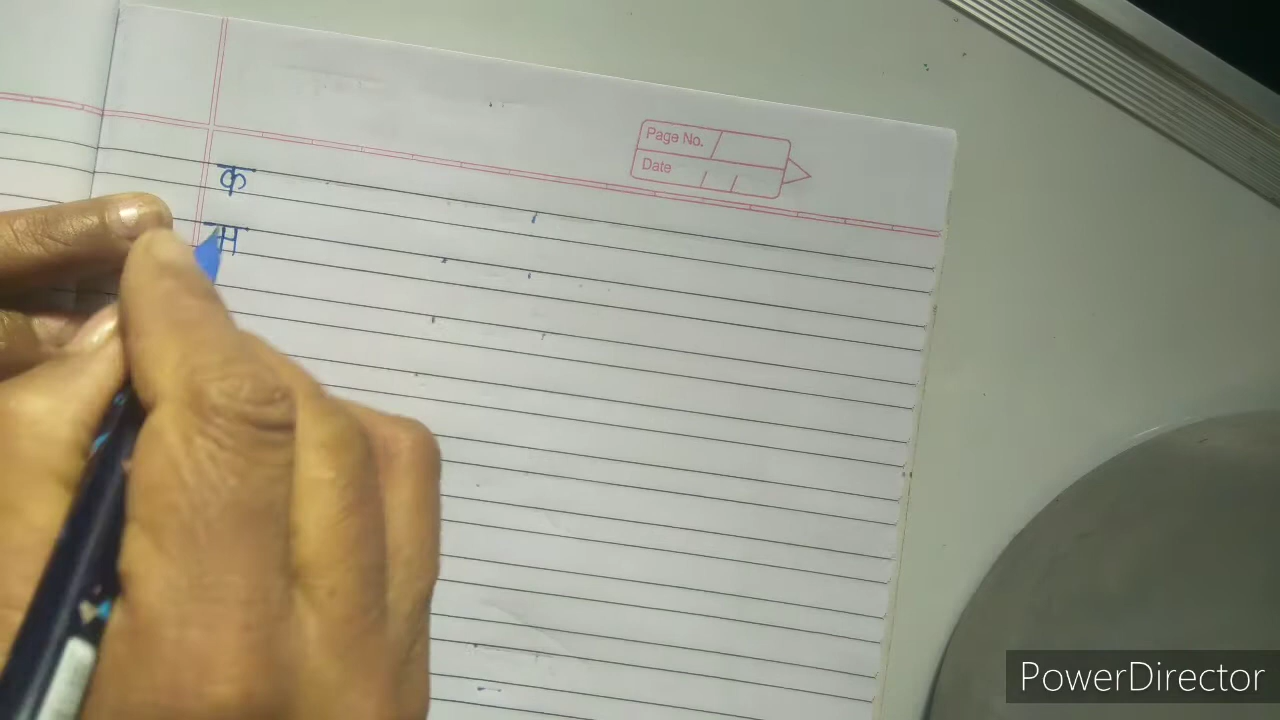 Page No.
Date
क
म
PowerDirector